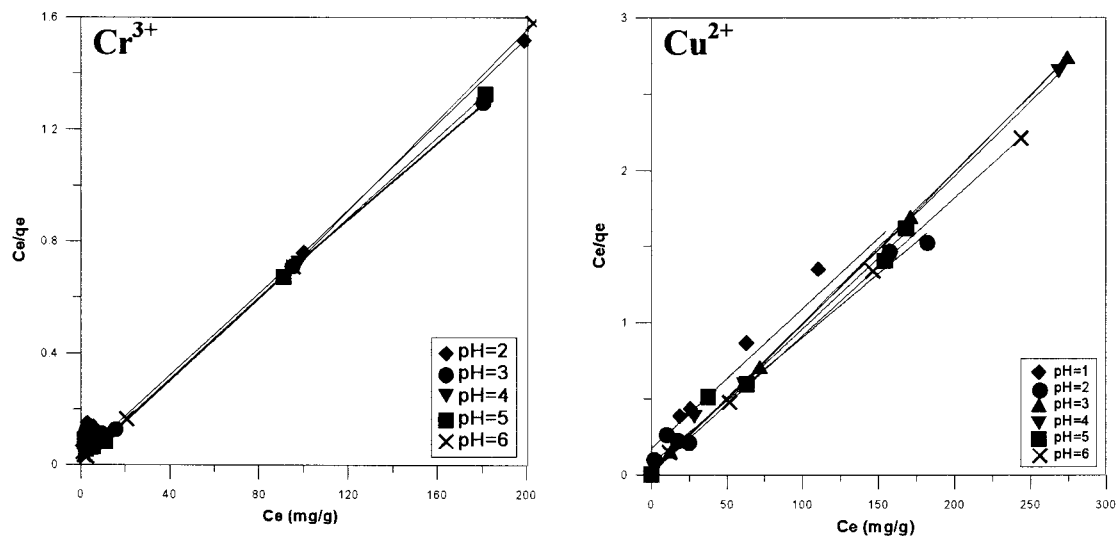 Cr3+
1.6
1.2
0.8
0.4
0
Ce/qe
0
40
80
120
160
200
Ce (mg/g)
pH=2
pH=3
pH=4
pH=5
pH=6
Cu2+
3
2
1
0
Ce/qe
0
50
100
150
200
250
300
Ce (mg/g)
pH=1
pH=2
pH=3
pH=4
pH=5
pH=6